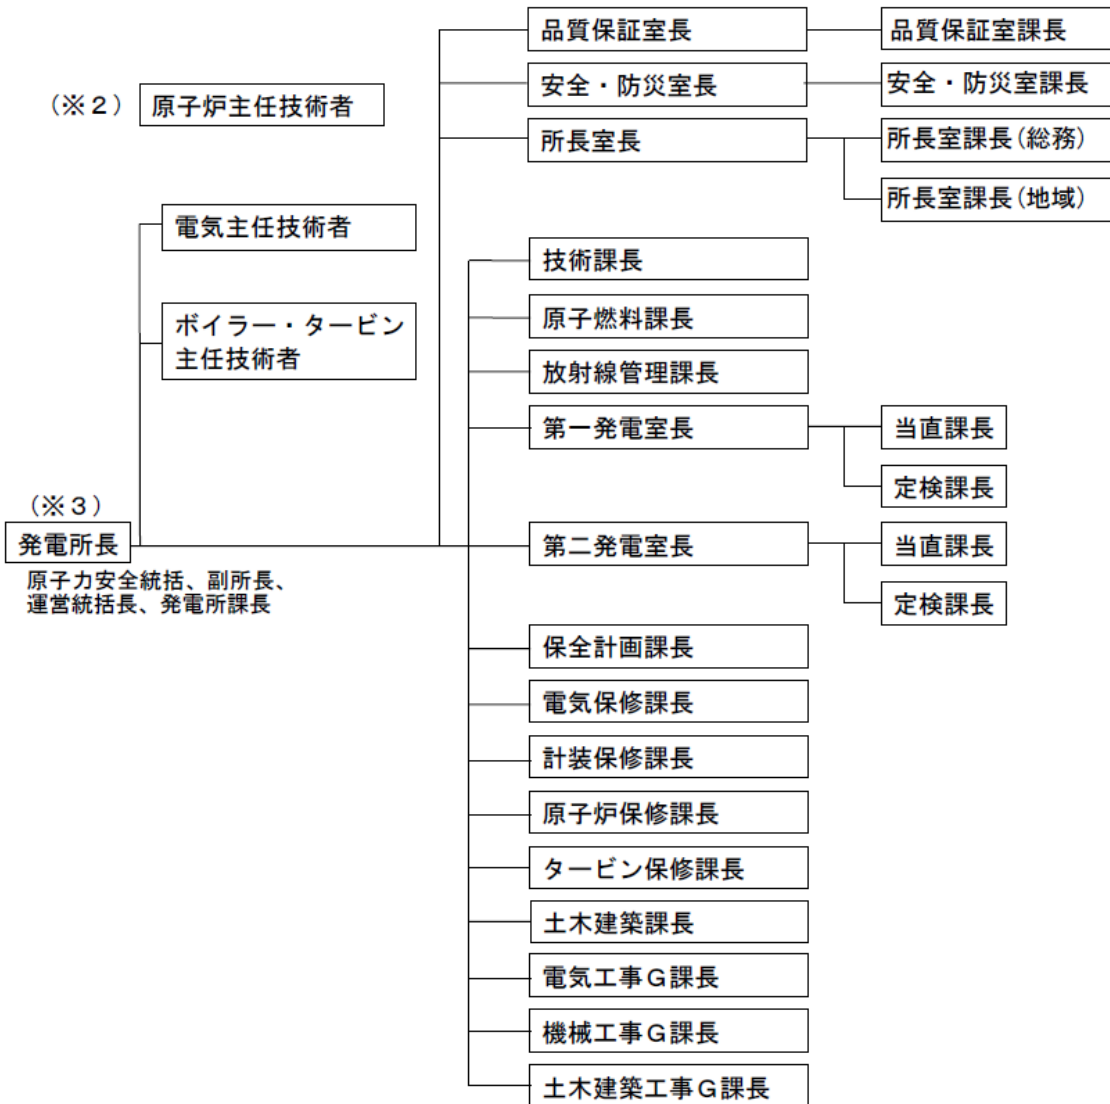 品質保証室長
品質保証室課長
安全・防災室長
安全・防災室課長
(※2)
原子炉主任技術者
所長室長
所長室課長(総務)
所長室課長(地域)
電気主任技術者
技術課長
ボイラー・タービン
主任技術者
原子燃料課長
放射線管理課長
第一発電室長
当直課長
定検課長
(※3)
発電所長
原子力安全統括、副所長、
運営統括長、発電所課長
第二発電室長
当直課長
定検課長
保全計画課長
電気保修課長
計装保修課長
原子炉保修課長
タービン保修課長
土木建築課長
電気工事G課長
機械工事G課長
土木建築工事G課長